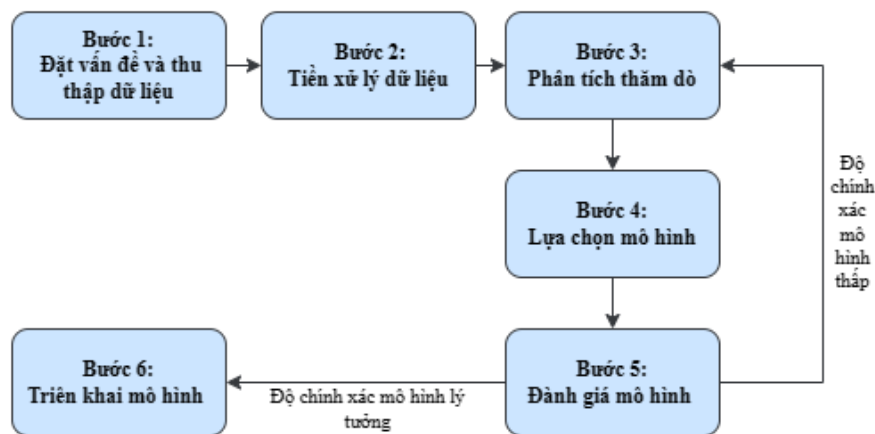 Bước 1:
Đặt vấn đề và thu
thập dữ liệu
Bước 2:
Tiền xử lý dữ liệu
Bước 3:
Phân tích thăm dò
Độ
chính
xác
mô
hình
thấp
Bước 4:
Lựa chọn mô hình
Bước 5:
Đành giá mô hình
Độ chính xác mô hình lý
tưởng
Bước 6:
Triên khai mô hình